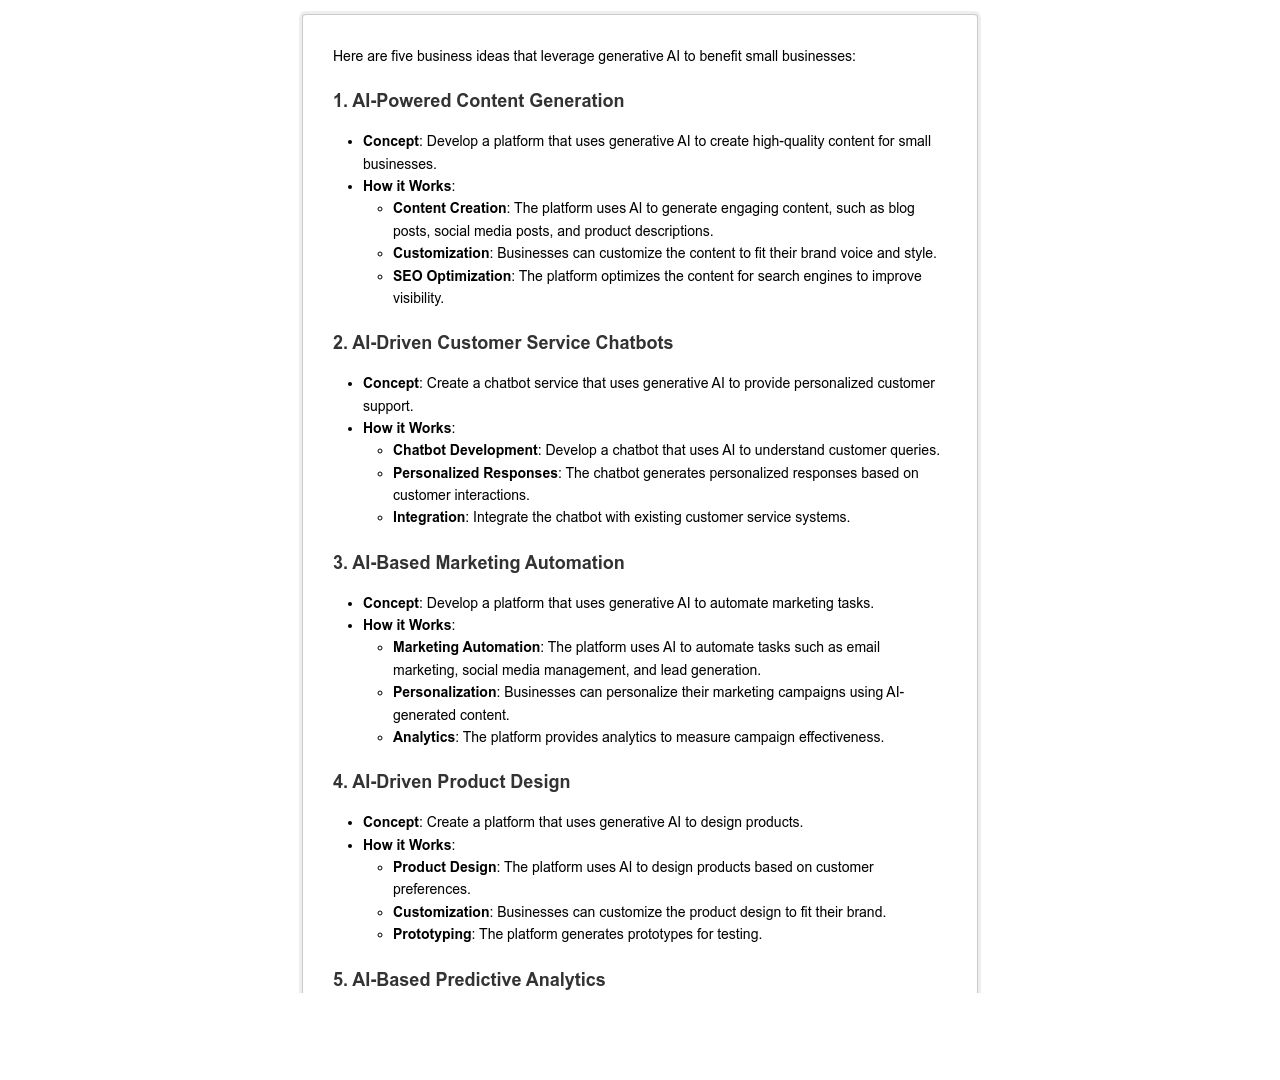 Here are five business ideas that leverage generative AI to benefit small businesses:
1. AI-Powered Content Generation
• Concept: Develop a platform that uses generative AI to create high-quality content for small
businesses.
• How it Works:
◦ Content Creation: The platform uses AI to generate engaging content, such as blog
posts, social media posts, and product descriptions.
◦ Customization: Businesses can customize the content to fit their brand voice and style.
◦ SEO Optimization: The platform optimizes the content for search engines to improve
visibility.
2. AI-Driven Customer Service Chatbots
• Concept: Create a chatbot service that uses generative AI to provide personalized customer
support.
• How it Works:
◦ Chatbot Development: Develop a chatbot that uses AI to understand customer queries.
◦ Personalized Responses: The chatbot generates personalized responses based on
customer interactions.
◦ Integration: Integrate the chatbot with existing customer service systems.
3. AI-Based Marketing Automation
• Concept: Develop a platform that uses generative AI to automate marketing tasks.
• How it Works:
◦ Marketing Automation: The platform uses AI to automate tasks such as email
marketing, social media management, and lead generation.
◦ Personalization: Businesses can personalize their marketing campaigns using AI-
generated content.
◦ Analytics: The platform provides analytics to measure campaign effectiveness.
4. AI-Driven Product Design
• Concept: Create a platform that uses generative AI to design products.
• How it Works:
◦ Product Design: The platform uses AI to design products based on customer
preferences.
◦ Customization: Businesses can customize the product design to fit their brand.
◦ Prototyping: The platform generates prototypes for testing.
5. AI-Based Predictive Analytics